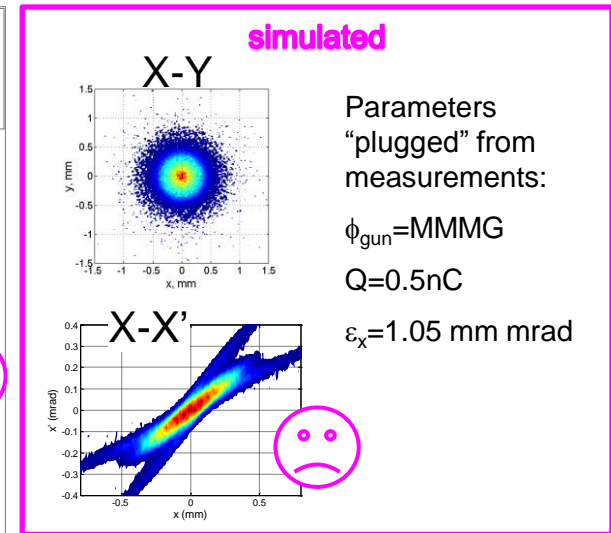 simulated
X-Y
1.5
1
0.5
0
-0.5
-1
-1.5
-1.5 -1 -0.5 0 0.5 1 1.5
y, mm
x, mm
X-X’
0.4
0.3
0.2
0.1
0
-0.1
-0.2
-0.3
-0.4
-0.5 0 0.5
x' (mrad)
x (mm)
Parameters
“plugged” from
measurements:
ϕgun=MMMG
Q=0.5nC
εx=1.05 mm mrad